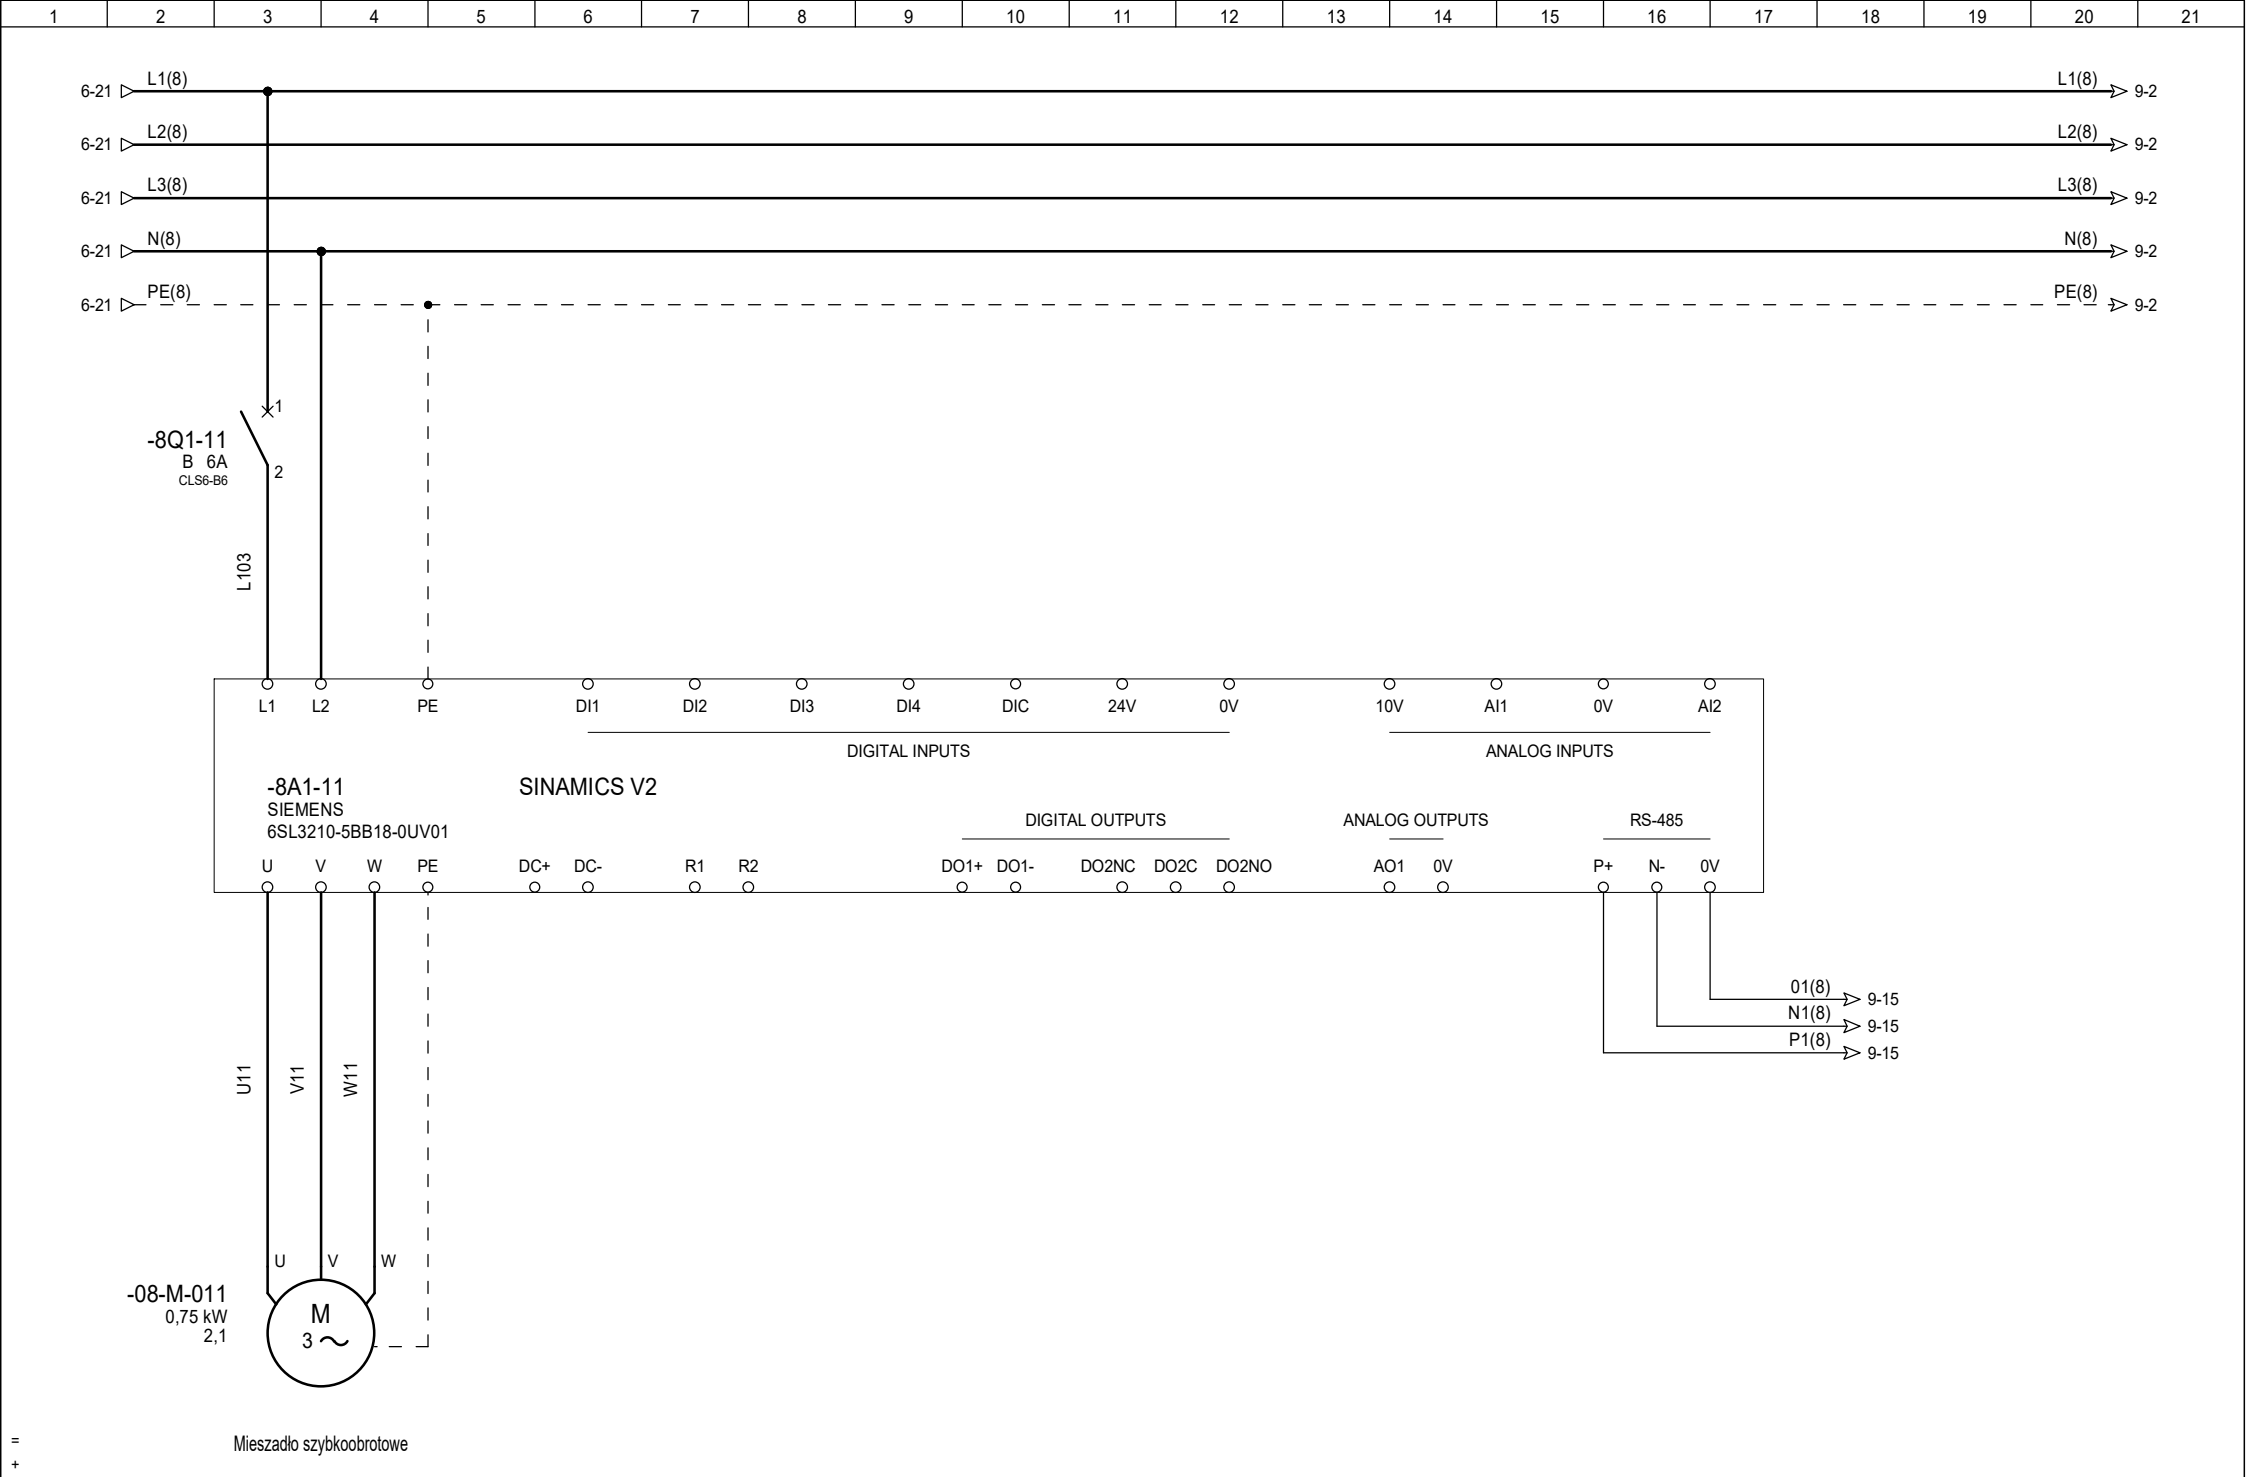 1 2 3 4 5 6 7 8 9 10 11 12 13 14 15 16 17 18 19 20 21
6-21 L1(8) L1(8) 9-2
6-21 L2(8) L2(8) 9-2
6-21 L3(8) L3(8) 9-2
6-21 N(8) N(8) 9-2
6-21 PE(8) PE(8) 9-2
1
-8Q1-11
B 6A
2
CLS6-B6
L103
L1 L2 PE DI1 DI2 DI3 DI4 DIC 24V 0V 10V AI1 0V AI2
DIGITAL INPUTS ANALOG INPUTS
-8A1-11 SINAMICS V2
SIEMENS
6SL3210-5BB18-0UV01
DIGITAL OUTPUTS ANALOG OUTPUTS RS-485
U V W PE DC+ DC- R1 R2 DO1+ DO1- DO2NC DO2C DO2NO AO1 0V P+ N- 0V
01(8) 9-15
N1(8) 9-15
P1(8) 9-15
U11 V11 W11
U V W
-08-M-011
0,75 kW
2,1
M
3
Mieszadło szybkoobrotowe
=
+